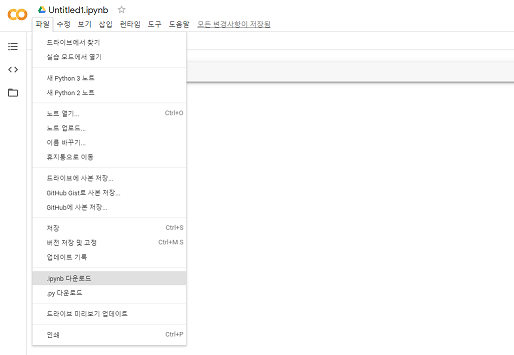 CO Untitled1.ipynb
파일 수정 보기 삽입 런타임 도구 도움말 모든 변경사항이 저장됨
드라이브에서 찾기
실습 모드에서 열기
새 Python 3 노트
새 Python 2 노트
노트 열기... Ctrl+O
노트 업로드...
이름 바꾸기...
휴지통으로 이동
드라이브에 사본 저장...
GitHub Gist로 사본 저장...
GitHub에 사본 저장...
저장 Ctrl+S
버전 저장 및 고정 Ctrl+M S
업데이트 기록
.ipynb 다운로드
.py 다운로드
드라이브 미리보기 업데이트
인쇄 Ctrl+P